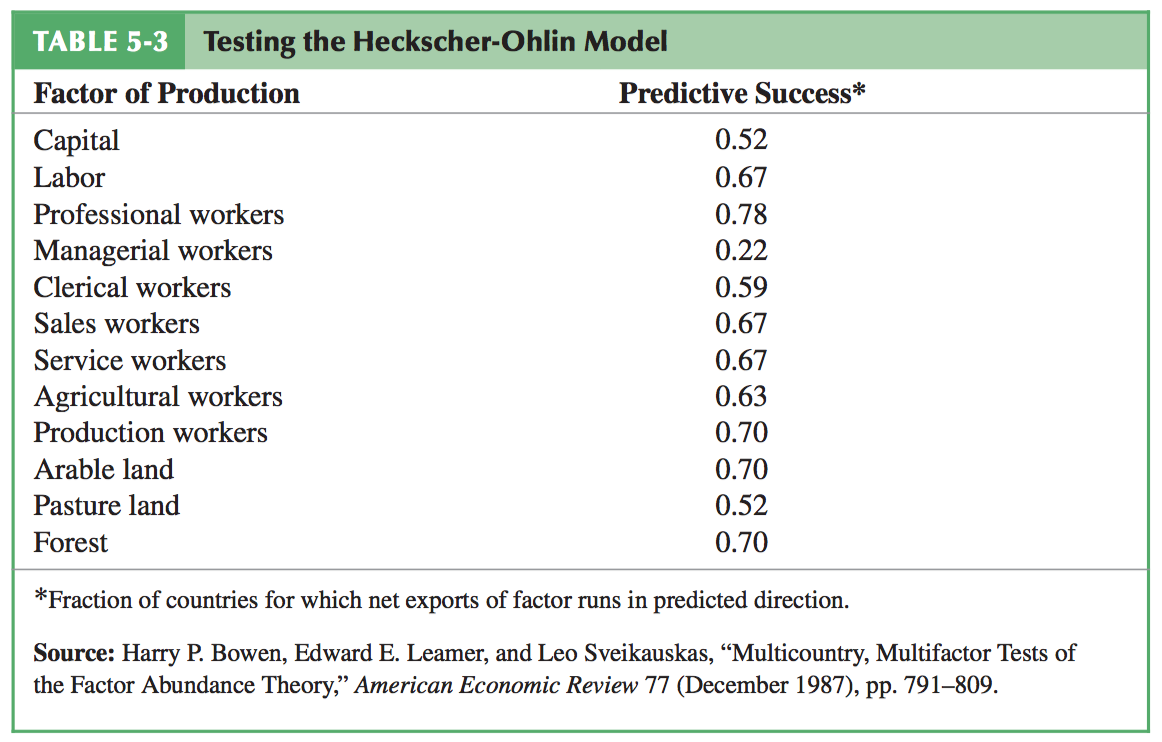 TABLE 5-3 Testing the Heckscher-Ohlin Model
Factor of Production Predictive Success*
Capital 0.52
Labor 0.67
Professional workers 0.78
Managerial workers 0.22
Clerical workers 0.59
Sales workers 0.67
Service workers 0.67
Agricultural workers 0.63
Production workers 0.70
Arable land 0.70
Pasture land 0.52
Forest 0.70
*Fraction of countries for which net exports of factor runs in predicted direction.
Source: Harry P. Bowen, Edward E. Leamer, and Leo Sveikauskas, “Multicountry, Multifactor Tests of
the Factor Abundance Theory,” American Economic Review 77 (December 1987), pp. 791–809.